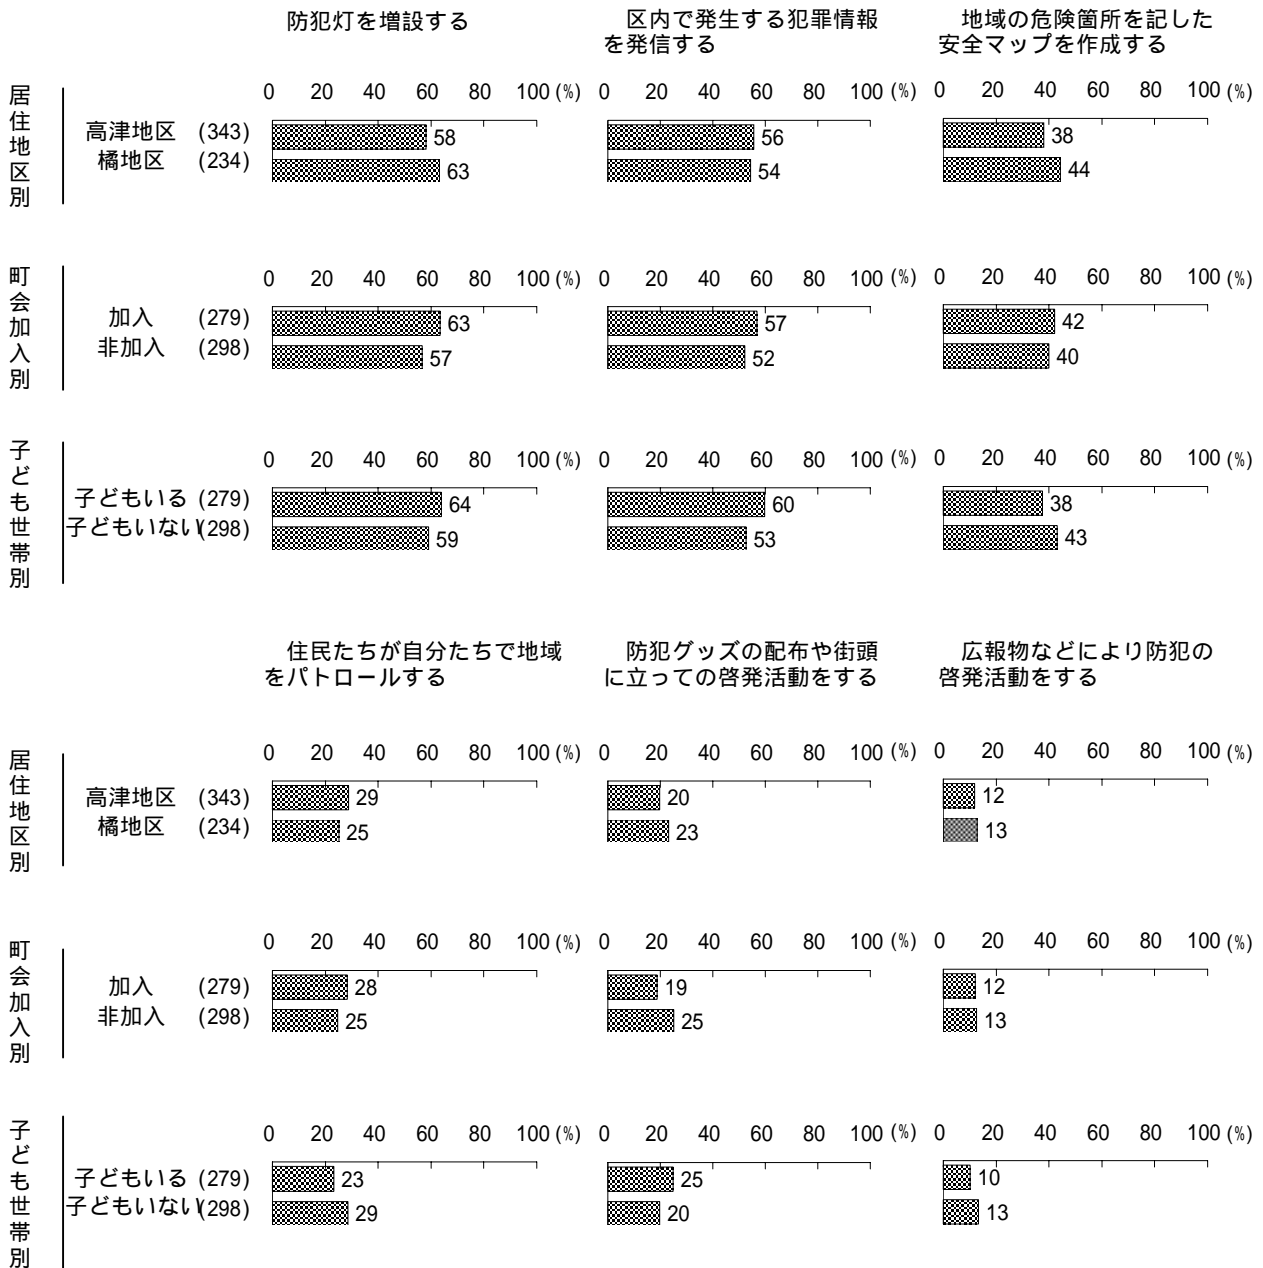 防犯灯を増設する
区内で発生する犯罪情報
を発信する
地域の危険箇所を記した
安全マップを作成する
居住地区別
0 20 40 60 80 100 (%) 0 20 40 60 80 100 (%) 0 20 40 60 80 100 (%)
高津地区 (343) 58 56 38
橘地区 (234) 63 54 44
町会加入別
0 20 40 60 80 100 (%) 0 20 40 60 80 100 (%) 0 20 40 60 80 100 (%)
加入 (279) 63 57 42
非加入 (298) 57 52 40
子ども世帯別
0 20 40 60 80 100 (%) 0 20 40 60 80 100 (%) 0 20 40 60 80 100 (%)
子どもいる (279) 64 60 38
子どもいない (298) 59 53 43
住民たちが自分たちで地域
をパトロールする
防犯グッズの配布や街頭
に立っての啓発活動をする
広報物などにより防犯の
啓発活動をする
居住地区別
0 20 40 60 80 100 (%) 0 20 40 60 80 100 (%) 0 20 40 60 80 100 (%)
高津地区 (343) 29 20 12
橘地区 (234) 25 23 13
町会加入別
0 20 40 60 80 100 (%) 0 20 40 60 80 100 (%) 0 20 40 60 80 100 (%)
加入 (279) 28 19 12
非加入 (298) 25 25 13
子ども世帯別
0 20 40 60 80 100 (%) 0 20 40 60 80 100 (%) 0 20 40 60 80 100 (%)
子どもいる (279) 23 25 10
子どもいない (298) 29 20 13